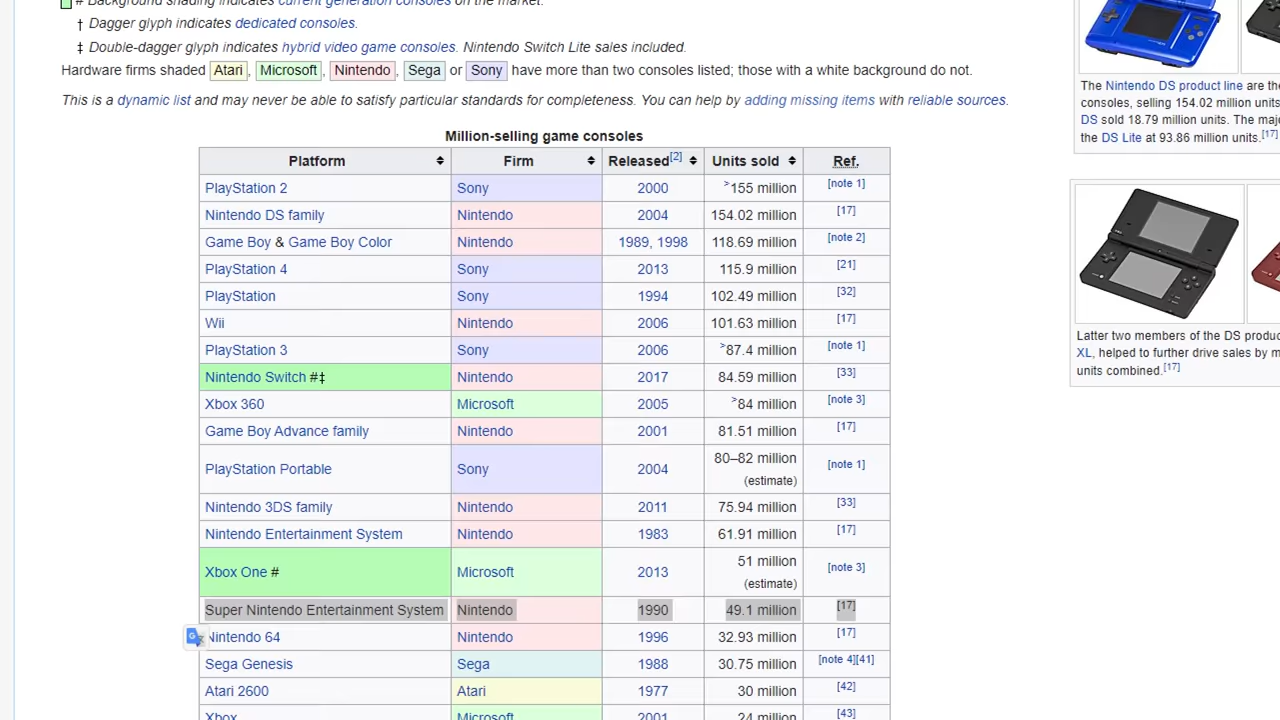 # Background shading indicates current generation consoles on the market.
† Dagger glyph indicates dedicated consoles.
‡ Double-dagger glyph indicates hybrid video game consoles. Nintendo Switch Lite sales included.
Hardware firms shaded Atari, Microsoft, Nintendo, Sega or Sony have more than two consoles listed; those with a white background do not.
This is a dynamic list and may never be able to satisfy particular standards for completeness. You can help by adding missing items with reliable sources.
Million-selling game consoles
Platform Firm Released[2] Units sold Ref.
PlayStation 2 Sony 2000 >155 million [note 1]
Nintendo DS family Nintendo 2004 154.02 million [17]
Game Boy & Game Boy Color Nintendo 1989, 1998 118.69 million [note 2]
PlayStation 4 Sony 2013 115.9 million [21]
PlayStation Sony 1994 102.49 million [32]
Wii Nintendo 2006 101.63 million [17]
PlayStation 3 Sony 2006 >87.4 million [note 1]
Nintendo Switch #‡ Nintendo 2017 84.59 million [33]
Xbox 360 Microsoft 2005 >84 million [note 3]
Game Boy Advance family Nintendo 2001 81.51 million [17]
PlayStation Portable Sony 2004 80–82 million (estimate) [note 1]
Nintendo 3DS family Nintendo 2011 75.94 million [33]
Nintendo Entertainment System Nintendo 1983 61.91 million [17]
Xbox One # Microsoft 2013 51 million (estimate) [note 3]
Super Nintendo Entertainment System Nintendo 1990 49.1 million [17]
Nintendo 64 Nintendo 1996 32.93 million [17]
Sega Genesis Sega 1988 30.75 million [note 4][41]
Atari 2600 Atari 1977 30 million [42]
Xbox Microsoft 2001 24 million [43]
The Nintendo DS product line are the
consoles, selling 154.02 million units
DS sold 18.79 million units. The maj
the DS Lite at 93.86 million units.[17]
Latter two members of the DS produc
XL, helped to further drive sales by m
units combined.[17]